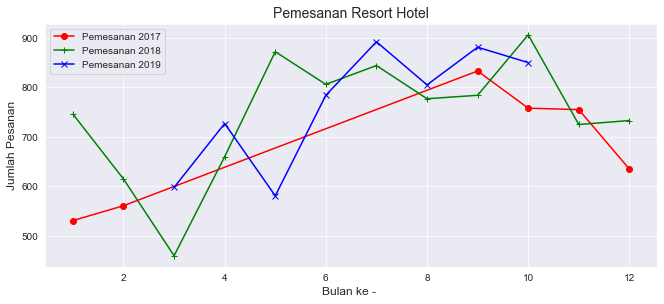 Pemesanan Resort Hotel
Pemesanan 2017
Pemesanan 2018
Pemesanan 2019
900
800
700
600
500
Jumlah Pesanan
2 4 6 8 10 12
Bulan ke -